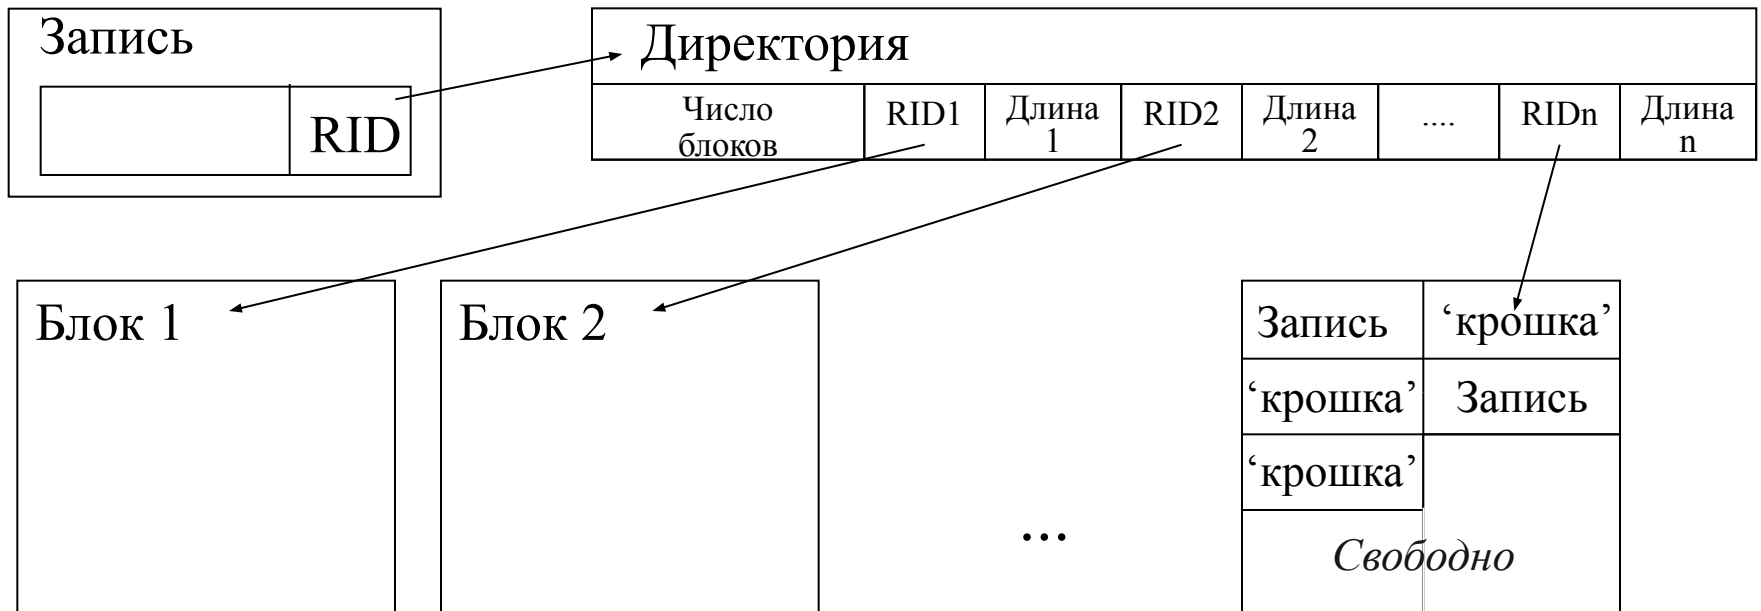 Запись
RID
Директория
Число блоков
RID1
Длина 1
RID2
Длина 2
....
RIDn
Длина n
Блок 1
Блок 2
...
Запись
‘крошка’
‘крошка’
Запись
‘крошка’
Свободно